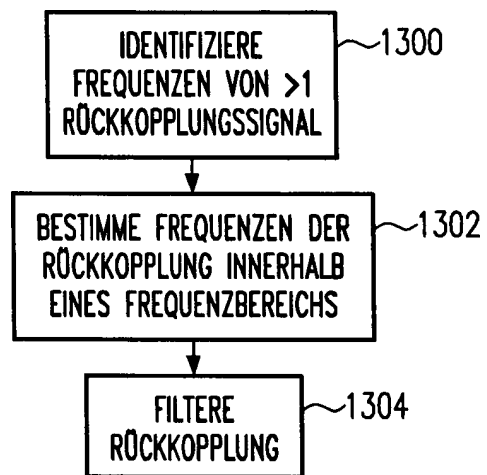 IDENTIFIZIERE
FREQUENZEN VON >1
RÜCKKOPPLUNGSSIGNAL
1300
BESTIMME FREQUENZEN DER
RÜCKKOPPLUNG INNERHALB
EINES FREQUENZBEREICHS
1302
FILTERE
RÜCKKOPPLUNG
1304